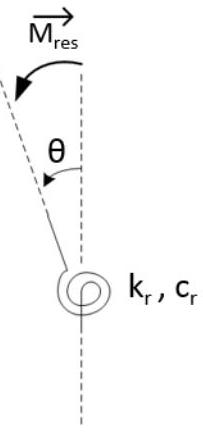 M_res
θ
k_r , c_r